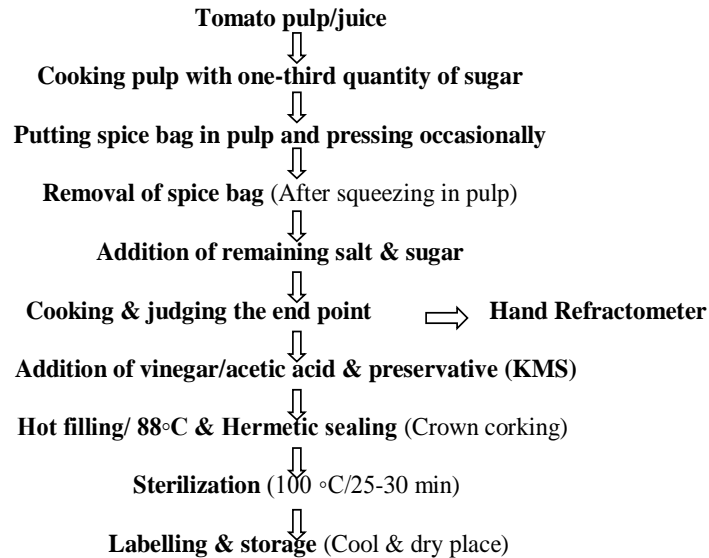 Tomato pulp/juice
Cooking pulp with one-third quantity of sugar
Putting spice bag in pulp and pressing occasionally
Removal of spice bag (After squeezing in pulp)
Addition of remaining salt & sugar
Cooking & judging the end point
Hand Refractometer
Addition of vinegar/acetic acid & preservative (KMS)
Hot filling/ 88◦C & Hermetic sealing (Crown corking)
Sterilization (100 ◦C/25-30 min)
Labelling & storage (Cool & dry place)